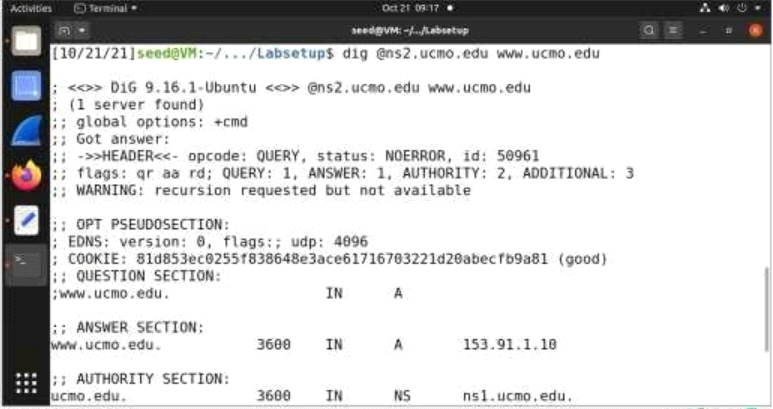 Activities Terminal Oct 21 09:17
seed@VM:~/.../Labsetup
[10/21/21]seed@VM:~/.../Labsetup$ dig @ns2.ucmo.edu www.ucmo.edu
; <<>> DiG 9.16.1-Ubuntu <<>> @ns2.ucmo.edu www.ucmo.edu
; (1 server found)
;; global options: +cmd
;; Got answer:
;; ->>HEADER<<- opcode: QUERY, status: NOERROR, id: 50961
;; flags: qr aa rd; QUERY: 1, ANSWER: 1, AUTHORITY: 2, ADDITIONAL: 3
;; WARNING: recursion requested but not available
;; OPT PSEUDOSECTION:
; EDNS: version: 0, flags:; udp: 4096
; COOKIE: 81d853ec0255f838648e3ace61716703221d20abecfb9a81 (good)
;; QUESTION SECTION:
;www.ucmo.edu. IN A
;; ANSWER SECTION:
www.ucmo.edu. 3600 IN A 153.91.1.10
;; AUTHORITY SECTION:
ucmo.edu. 3600 IN NS ns1.ucmo.edu.